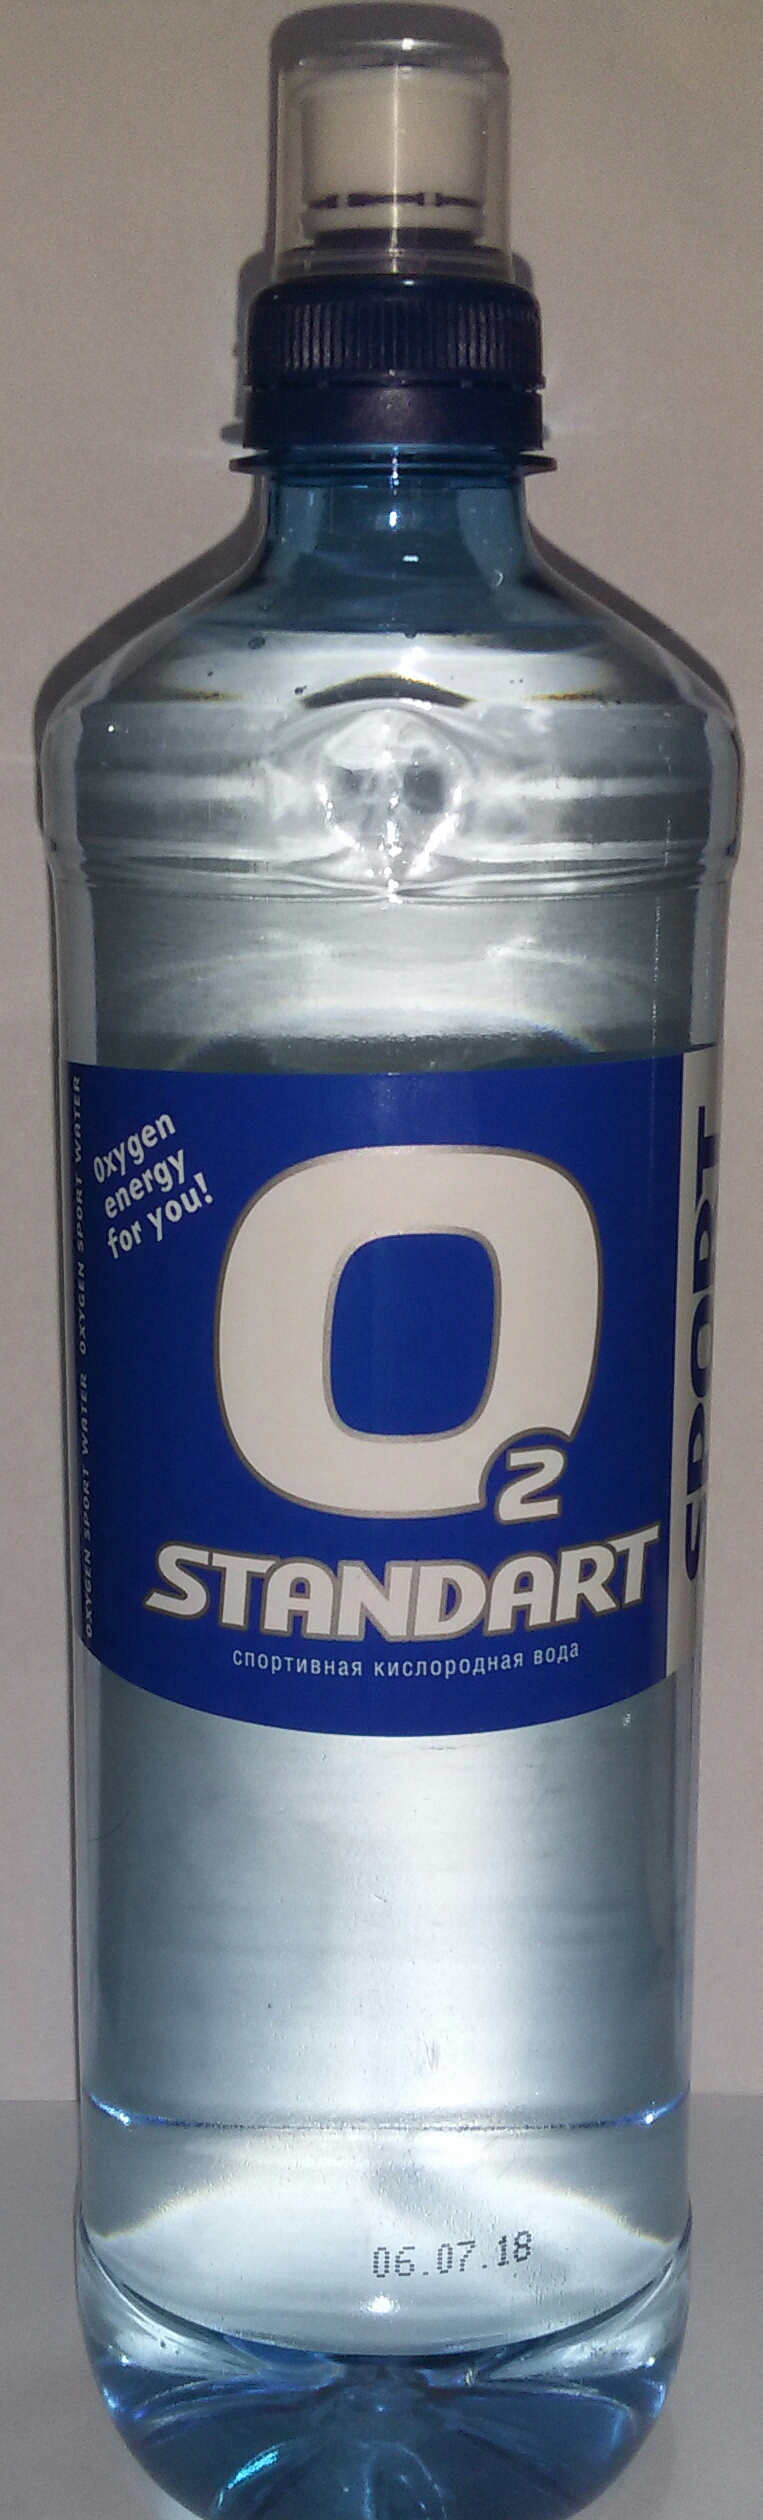 Oxygen
energy
for you!
O2
STANDART
спортивная кислородная вода
OXYGEN SPORT WATER OXYGEN SPORT WATER
SPORT
06.07.18